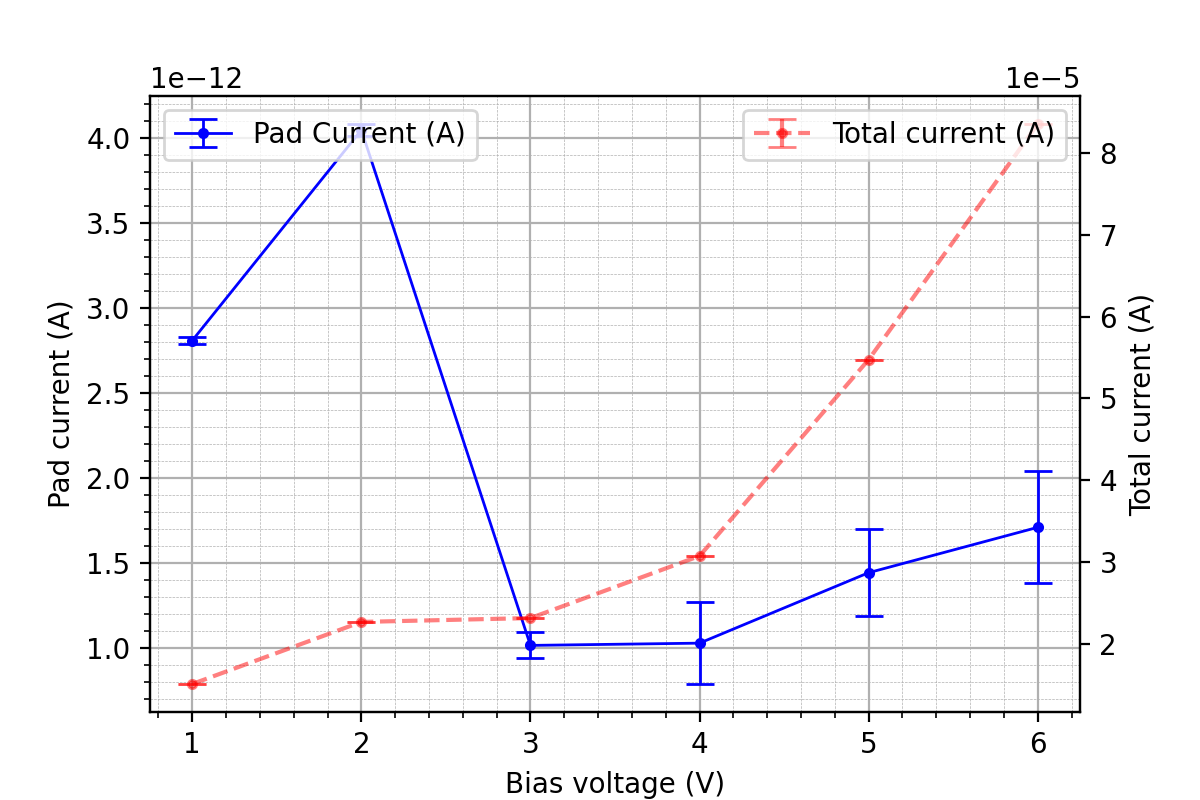 1e−12
1e−5
Pad Current (A)
Total current (A)
4.0
3.5
3.0
2.5
2.0
1.5
1.0
Pad current (A)
8
7
6
5
4
3
2
Total current (A)
1 2 3 4 5 6
Bias voltage (V)